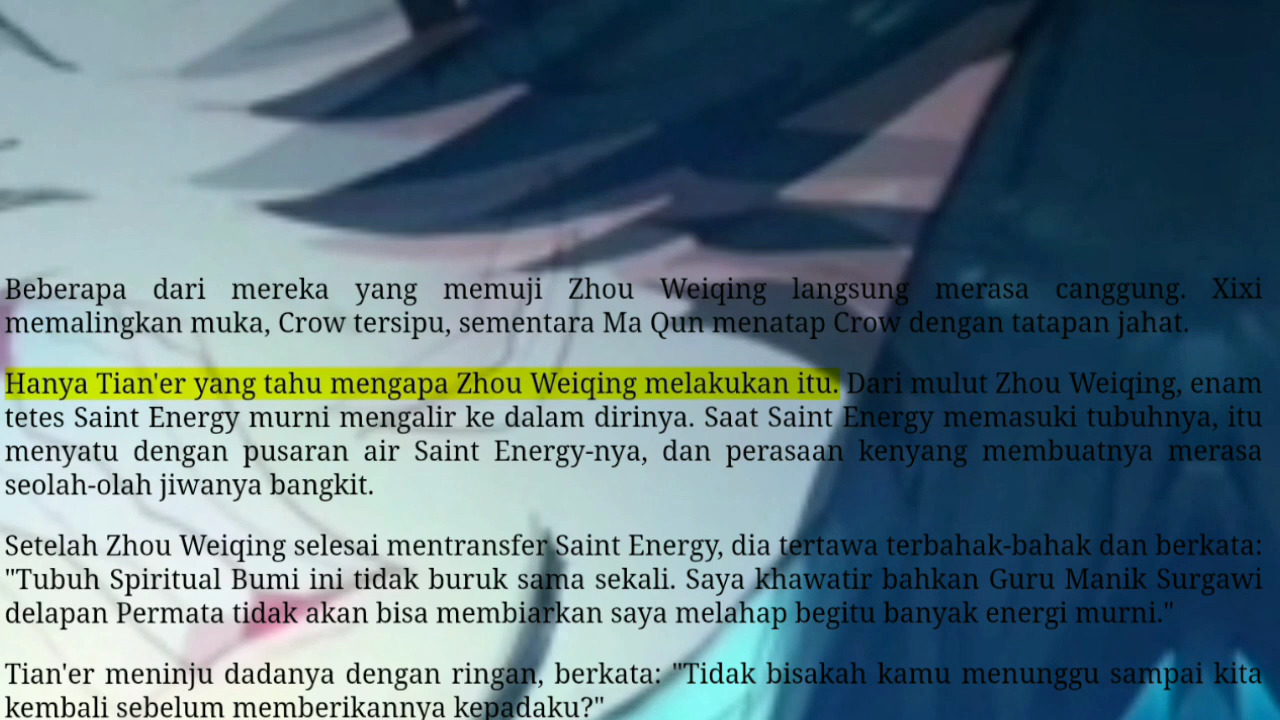 Beberapa dari mereka yang memuji Zhou Weiqing langsung merasa canggung. Xixi
memalingkan muka, Crow tersipu, sementara Ma Qun menatap Crow dengan tatapan jahat.
Hanya Tian'er yang tahu mengapa Zhou Weiqing melakukan itu. Dari mulut Zhou Weiqing, enam
tetes Saint Energy murni mengalir ke dalam dirinya. Saat Saint Energy memasuki tubuhnya, itu
menyatu dengan pusaran air Saint Energy-nya, dan perasaan kenyang membuatnya merasa
seolah-olah jiwanya bangkit.
Setelah Zhou Weiqing selesai mentransfer Saint Energy, dia tertawa terbahak-bahak dan berkata:
"Tubuh Spiritual Bumi ini tidak buruk sama sekali. Saya khawatir bahkan Guru Manik Surgawi
delapan Permata tidak akan bisa membiarkan saya melahap begitu banyak energi murni."
Tian'er meninju dadanya dengan ringan, berkata: "Tidak bisakah kamu menunggu sampai kita
kembali sebelum memberikannya kepadaku?"